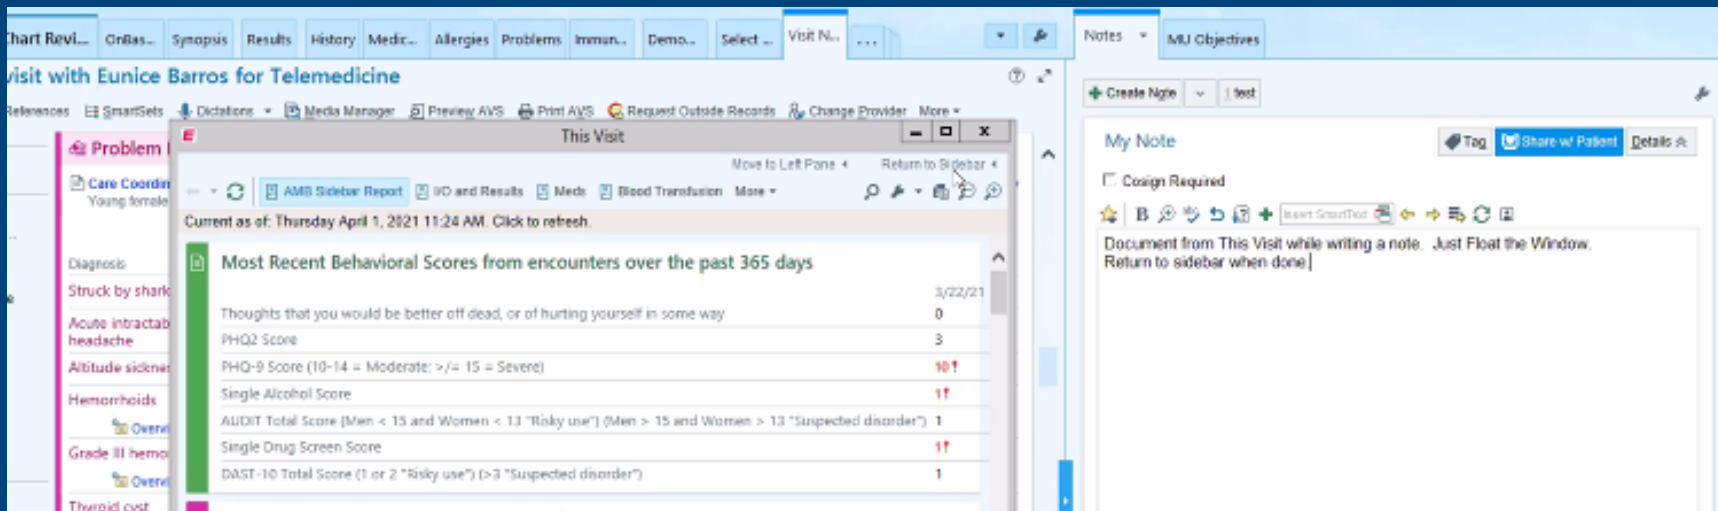 Chart Revi... OnBas... Synopsis Results History Medic... Allergies Problems Immun... Demo... Select ... Visit N... ...
Notes MU Objectives
visit with Eunice Barros for Telemedicine
References SmartSets Dictations Media Manager Preview AVS Print AVS Request Outside Records Change Provider More
Create Note test
Problem
This Visit
My Note Tag Share w/ Patient Details
Move to Left Pane Return to Sidebar
Care Coordin
Young female
AMB Sidebar Report I/O and Results Meds Blood Transfusion More
Cosign Required
Current as of: Thursday April 1, 2021 11:24 AM. Click to refresh.
B Insert SmartText
Document from This Visit while writing a note. Just Float the Window.
Return to sidebar when done
Most Recent Behavioral Scores from encounters over the past 365 days
3/22/21
Thoughts that you would be better off dead, or of hurting yourself in some way 0
PHQ2 Score 3
PHQ-9 Score (10-14 = Moderate; >/= 15 = Severe) 10↑
Single Alcohol Score 1↑
AUDIT Total Score (Men < 15 and Women < 13 "Risky use") (Men > 15 and Women > 13 "Suspected disorder") 1
Single Drug Screen Score 1↑
DAST-10 Total Score (1 or 2 "Risky use") (>3 "Suspected disorder") 1
Diagnosis
Struck by shark
Acute intractab
headache
Altitude sicknes
Hemorrhoids
Overvi
Grade III hemo
Overvi
Thyroid cyst